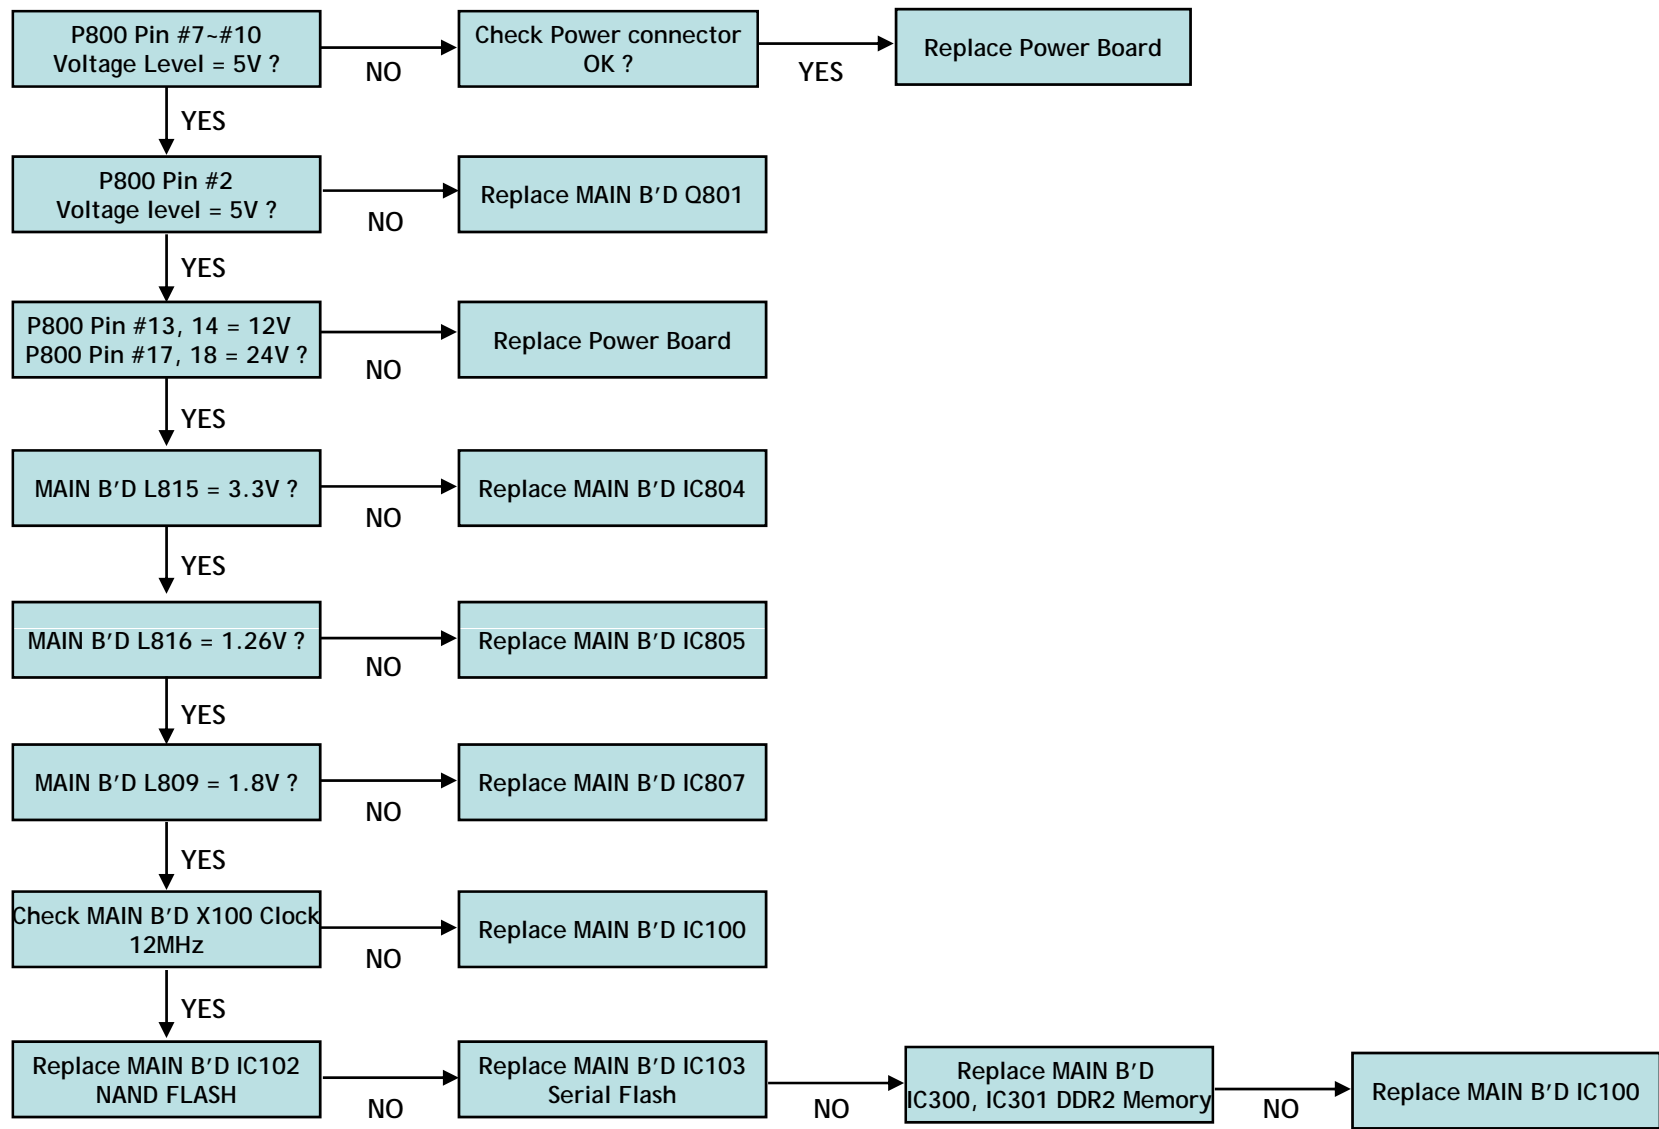 P800 Pin #7~#10
Voltage Level = 5V ?
NO
Check Power connector
OK ?
YES
Replace Power Board
YES
P800 Pin #2
Voltage level = 5V ?
NO
Replace MAIN B’D Q801
YES
P800 Pin #13, 14 = 12V
P800 Pin #17, 18 = 24V ?
NO
Replace Power Board
YES
MAIN B’D L815 = 3.3V ?
NO
Replace MAIN B’D IC804
YES
MAIN B’D L816 = 1.26V ?
NO
Replace MAIN B’D IC805
YES
MAIN B’D L809 = 1.8V ?
NO
Replace MAIN B’D IC807
YES
Check MAIN B’D X100 Clock
12MHz
NO
Replace MAIN B’D IC100
YES
Replace MAIN B’D IC102
NAND FLASH
NO
Replace MAIN B’D IC103
Serial Flash
NO
Replace MAIN B’D
IC300, IC301 DDR2 Memory
NO
Replace MAIN B’D IC100